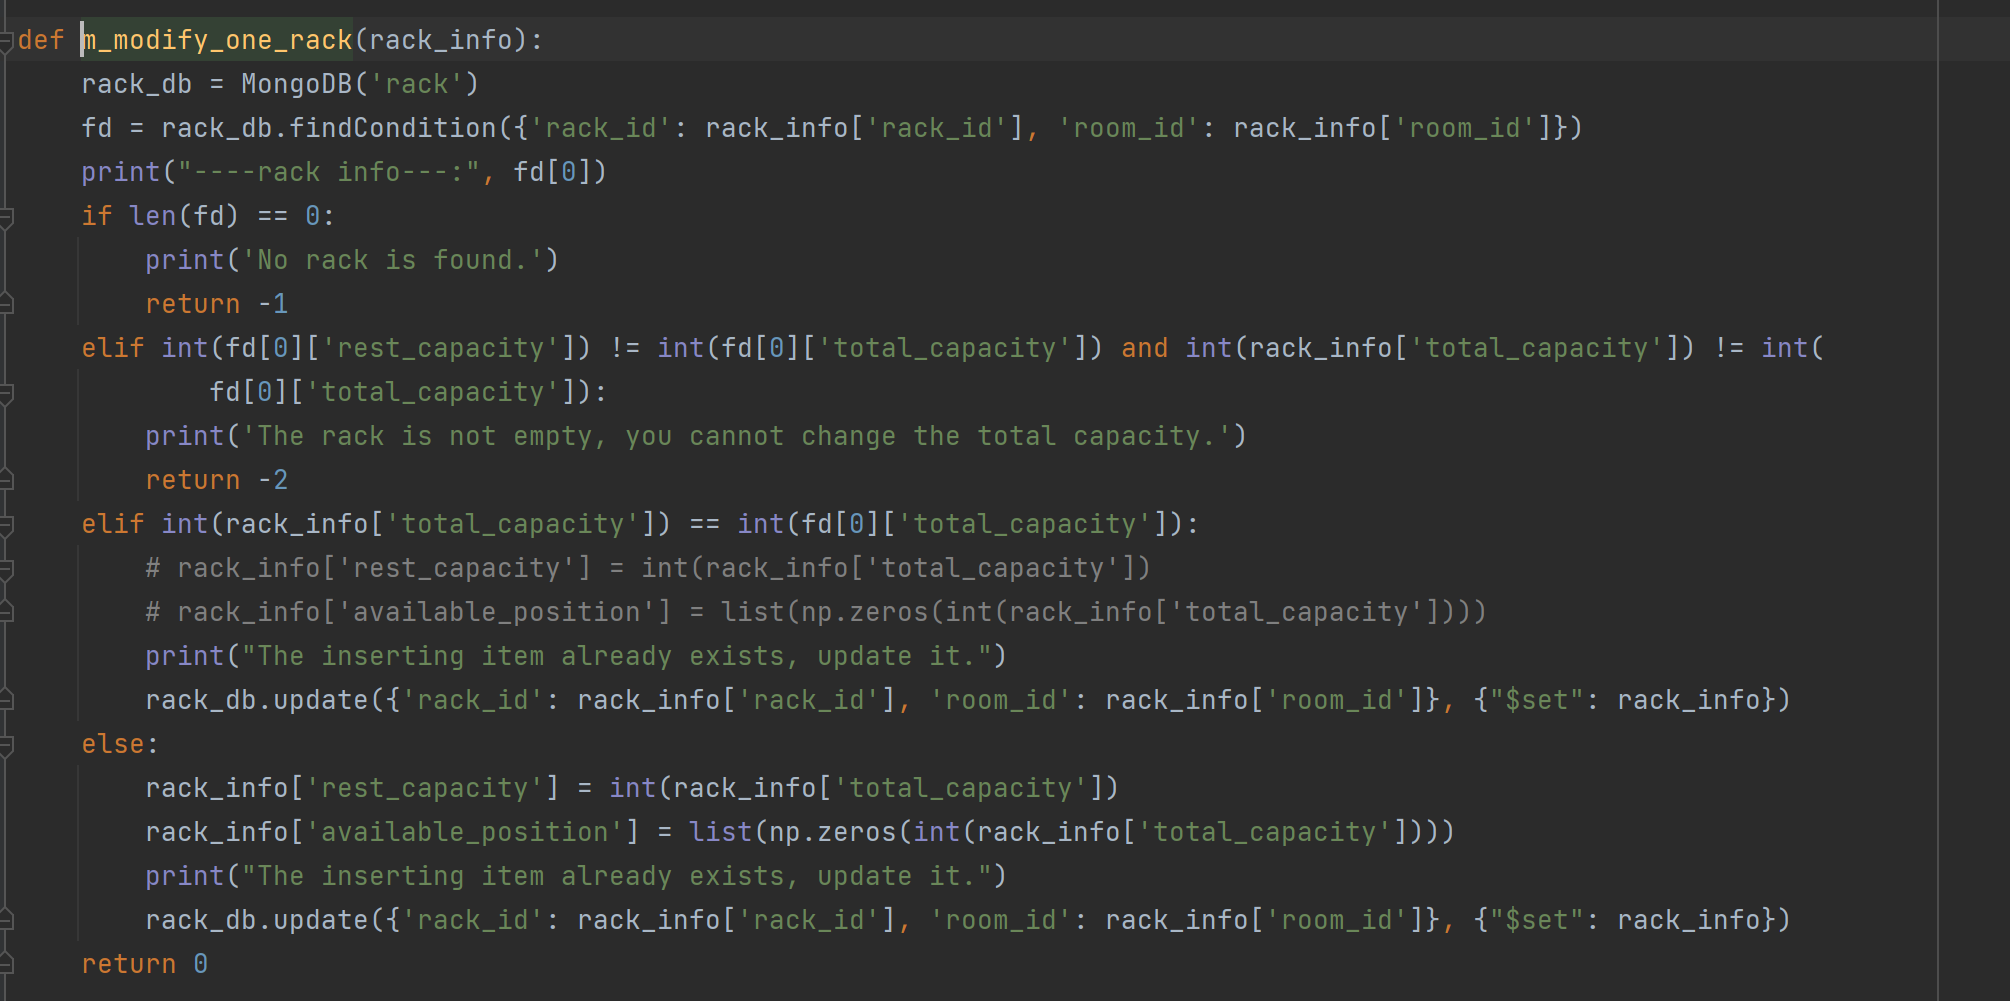 def m_modify_one_rack(rack_info):
    rack_db = MongoDB('rack')
    fd = rack_db.findCondition({'rack_id': rack_info['rack_id'], 'room_id': rack_info['room_id']})
    print("----rack info---:", fd[0])
    if len(fd) == 0:
        print('No rack is found.')
        return -1
    elif int(fd[0]['rest_capacity']) != int(fd[0]['total_capacity']) and int(rack_info['total_capacity']) != int(
            fd[0]['total_capacity']):
        print('The rack is not empty, you cannot change the total capacity.')
        return -2
    elif int(rack_info['total_capacity']) == int(fd[0]['total_capacity']):
        # rack_info['rest_capacity'] = int(rack_info['total_capacity'])
        # rack_info['available_position'] = list(np.zeros(int(rack_info['total_capacity'])))
        print("The inserting item already exists, update it.")
        rack_db.update({'rack_id': rack_info['rack_id'], 'room_id': rack_info['room_id']}, {"$set": rack_info})
    else:
        rack_info['rest_capacity'] = int(rack_info['total_capacity'])
        rack_info['available_position'] = list(np.zeros(int(rack_info['total_capacity'])))
        print("The inserting item already exists, update it.")
        rack_db.update({'rack_id': rack_info['rack_id'], 'room_id': rack_info['room_id']}, {"$set": rack_info})
    return 0